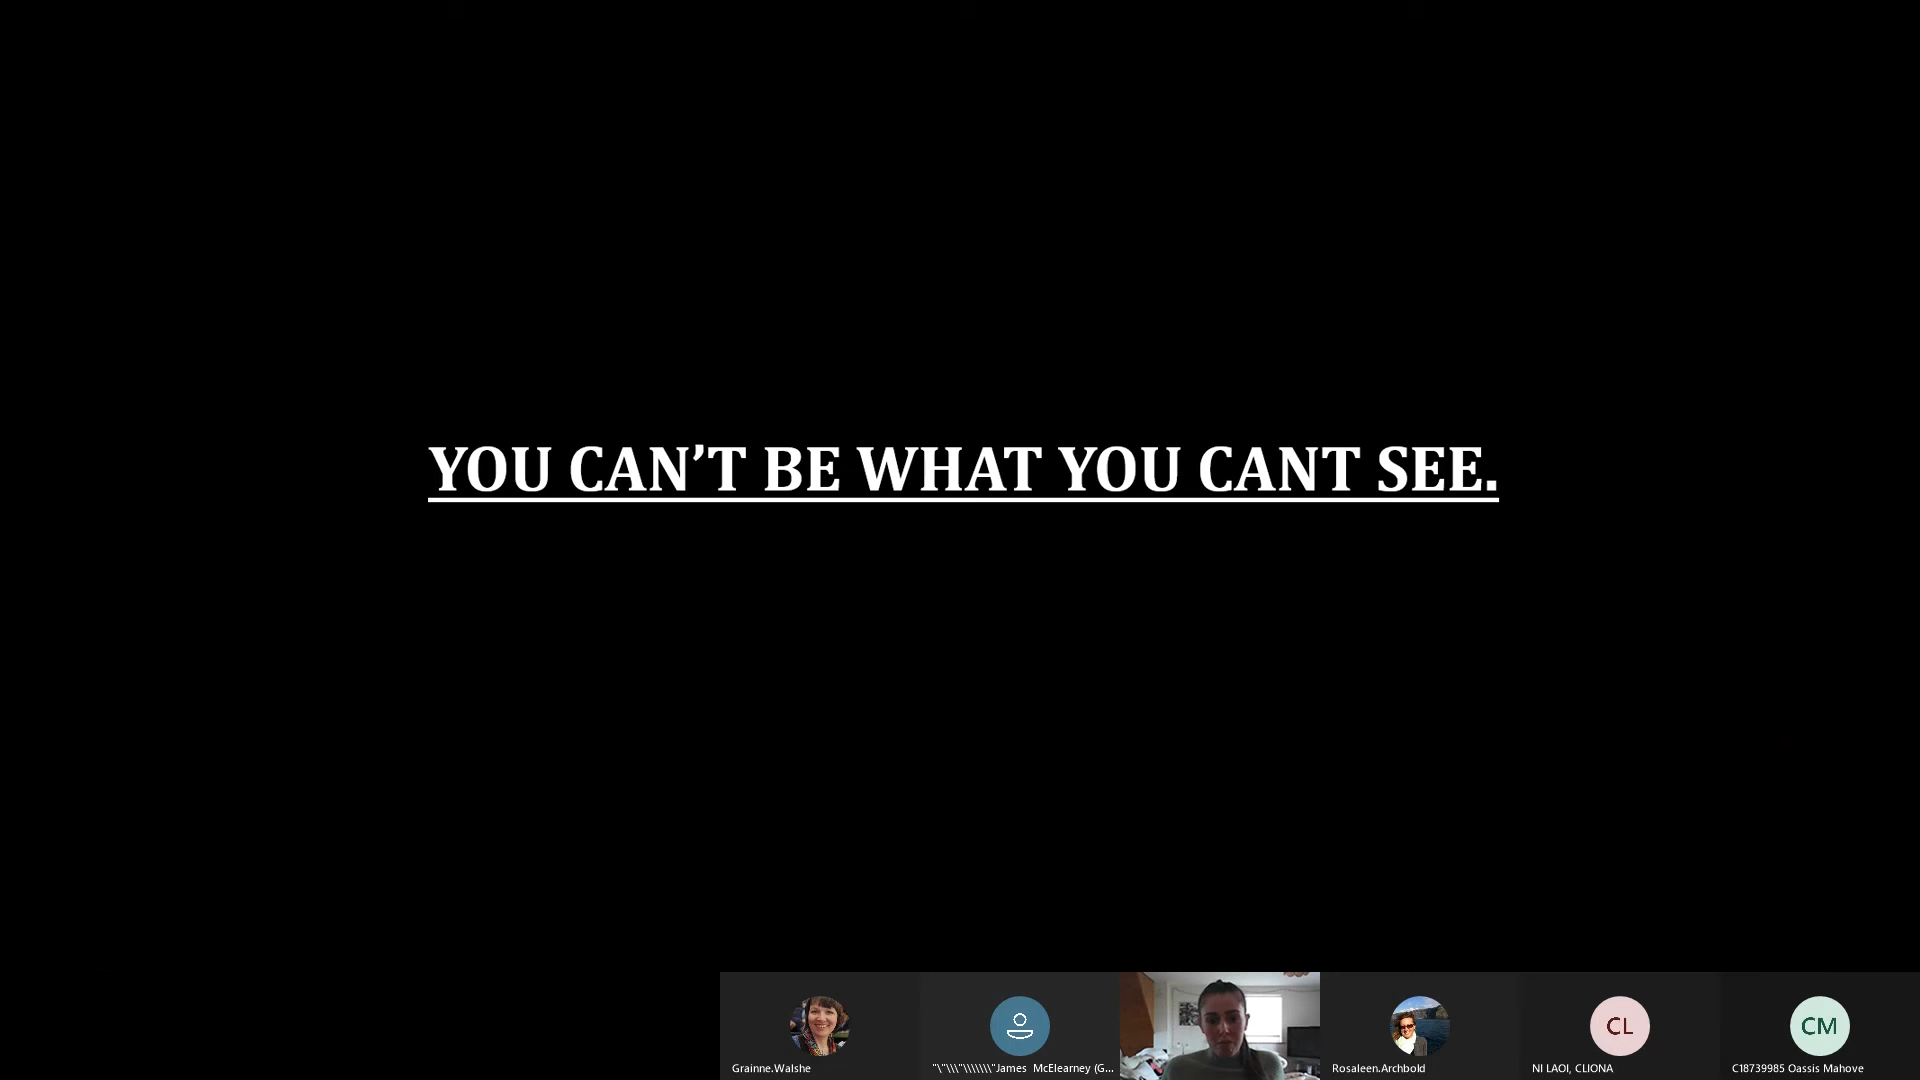 YOU CAN’T BE WHAT YOU CANT SEE.
CL
CM
Grainne.Walshe
"\"\\\"\\\\\\\"James McElearney (G...
Rosaleen.Archbold
NI LAOI, CLIONA
C18739985 Oassis Mahove